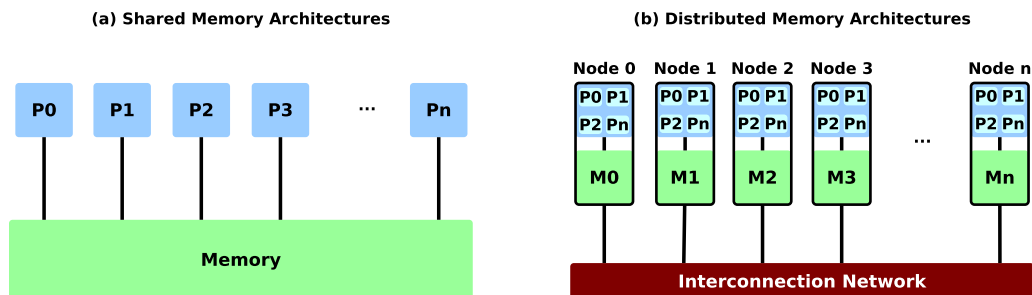 (a) Shared Memory Architectures
P0 P1 P2 P3 ... Pn
Memory
(b) Distributed Memory Architectures
Node 0 Node 1 Node 2 Node 3 Node n
P0 P1 P0 P1 P0 P1 P0 P1 P0 P1
P2 Pn P2 Pn P2 Pn P2 Pn P2 Pn
...
M0 M1 M2 M3 Mn
Interconnection Network